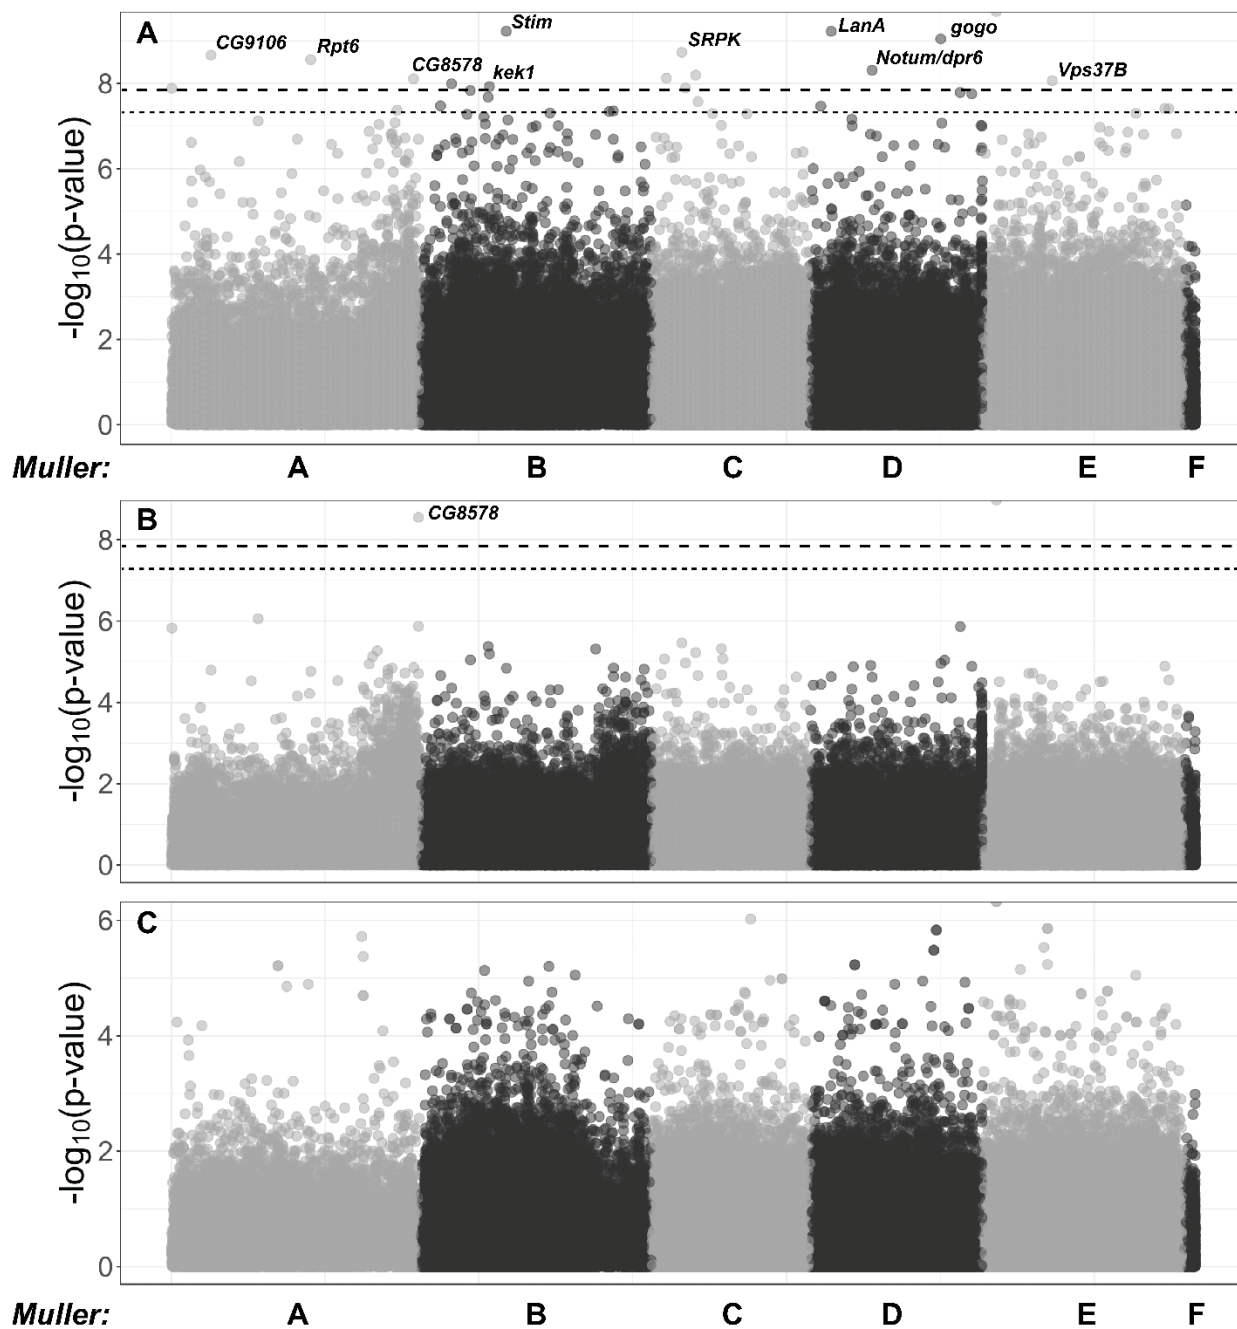 A
CG9106
Rpt6
CG8578
Stim
kek1
SRPK
LanA
gogo
Notum/dpr6
Vps37B
-log10(p-value)
8
6
4
2
0
Muller: A B C D E F
B
CG8578
-log10(p-value)
8
6
4
2
0
C
-log10(p-value)
6
4
2
0
Muller: A B C D E F